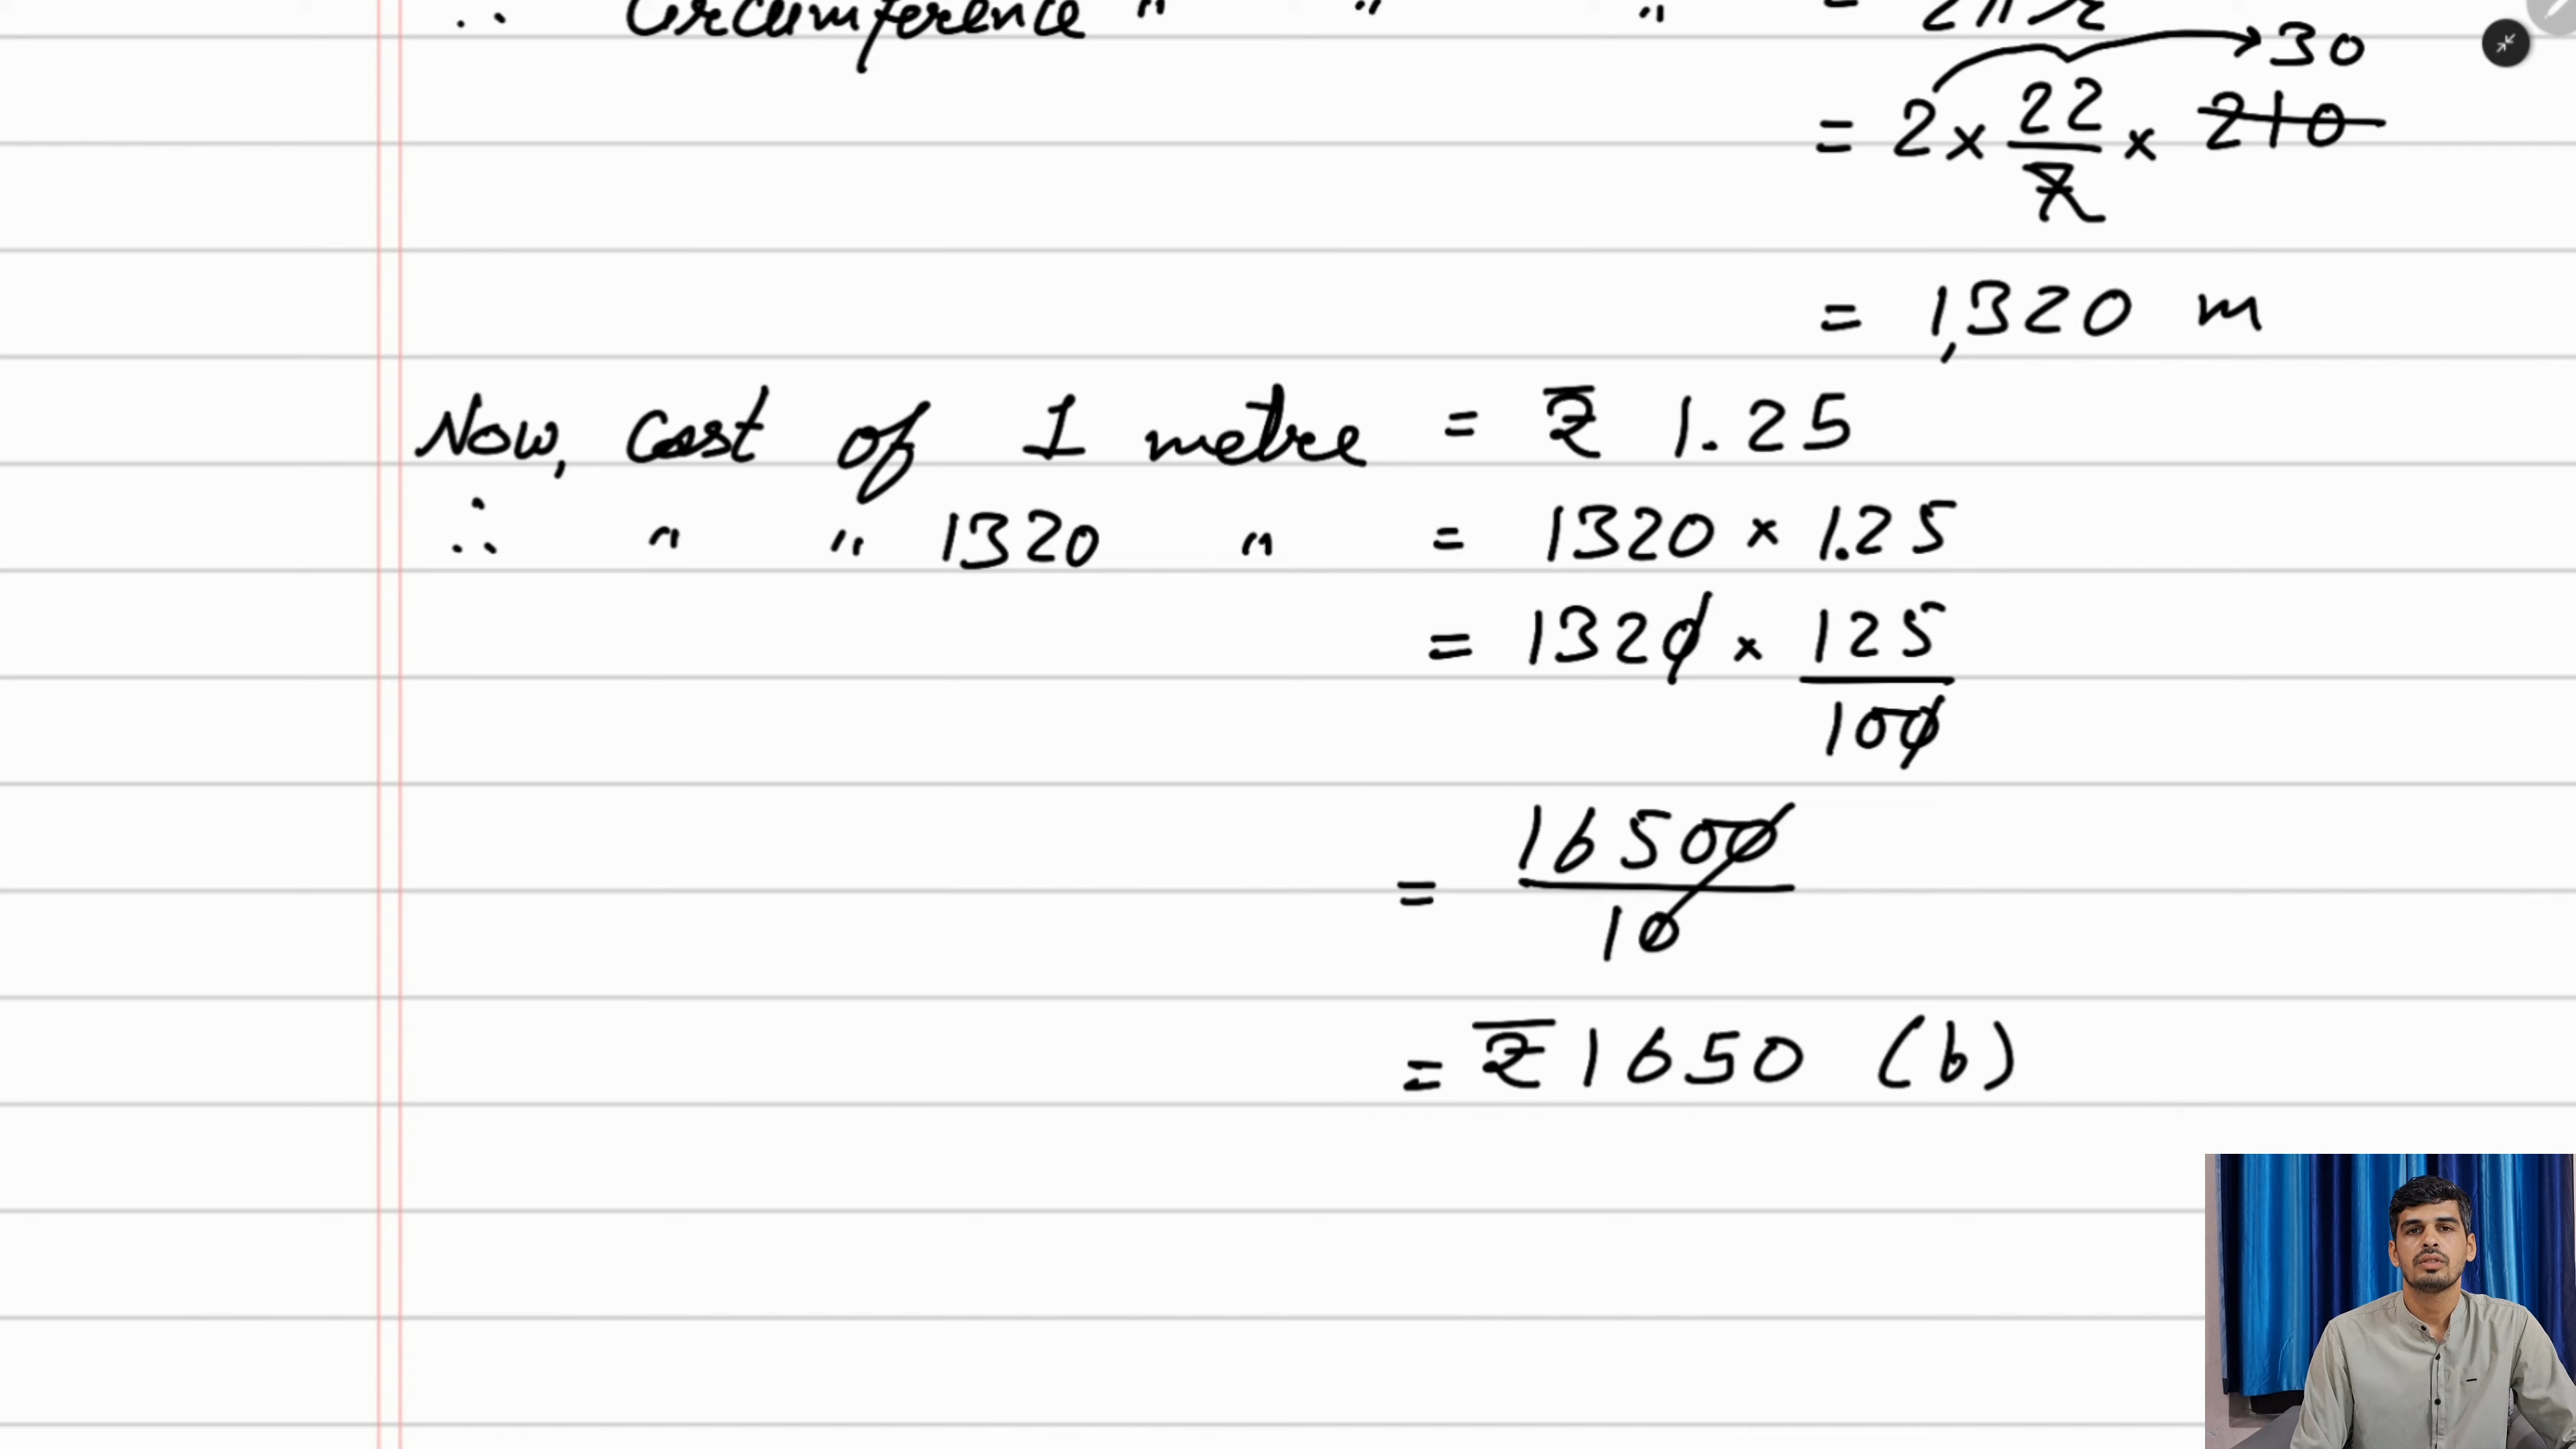 ∴ Circumference " " " = 2πr
= 2 × 22/7 × 210 → 30
= 1,320 m
Now, Cost of 1 metre = ₹ 1.25
∴ " " 1320 " = 1320 × 1.25
= 1320 × 125/100
= 16500/10
= ₹ 1650 (b)